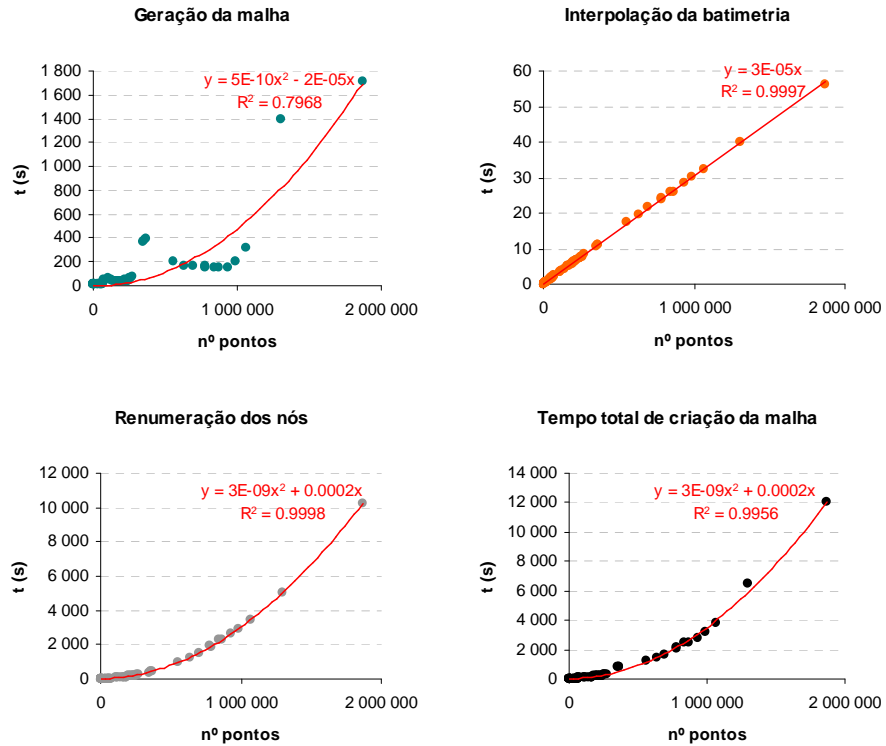 Geração da malha
y = 5E-10x² - 2E-05x
R² = 0.7968
1 800
1 600
1 400
1 200
1 000
800
600
400
200
0
t (s)
0
1 000 000
2 000 000
nº pontos
Interpolação da batimetria
y = 3E-05x
R² = 0.9997
60
50
40
30
20
10
0
t (s)
0
1 000 000
2 000 000
nº pontos
Renumeração dos nós
y = 3E-09x² + 0.0002x
R² = 0.9998
12 000
10 000
8 000
6 000
4 000
2 000
0
t (s)
0
1 000 000
2 000 000
nº pontos
Tempo total de criação da malha
y = 3E-09x² + 0.0002x
R² = 0.9956
14 000
12 000
10 000
8 000
6 000
4 000
2 000
0
t (s)
0
1 000 000
2 000 000
nº pontos